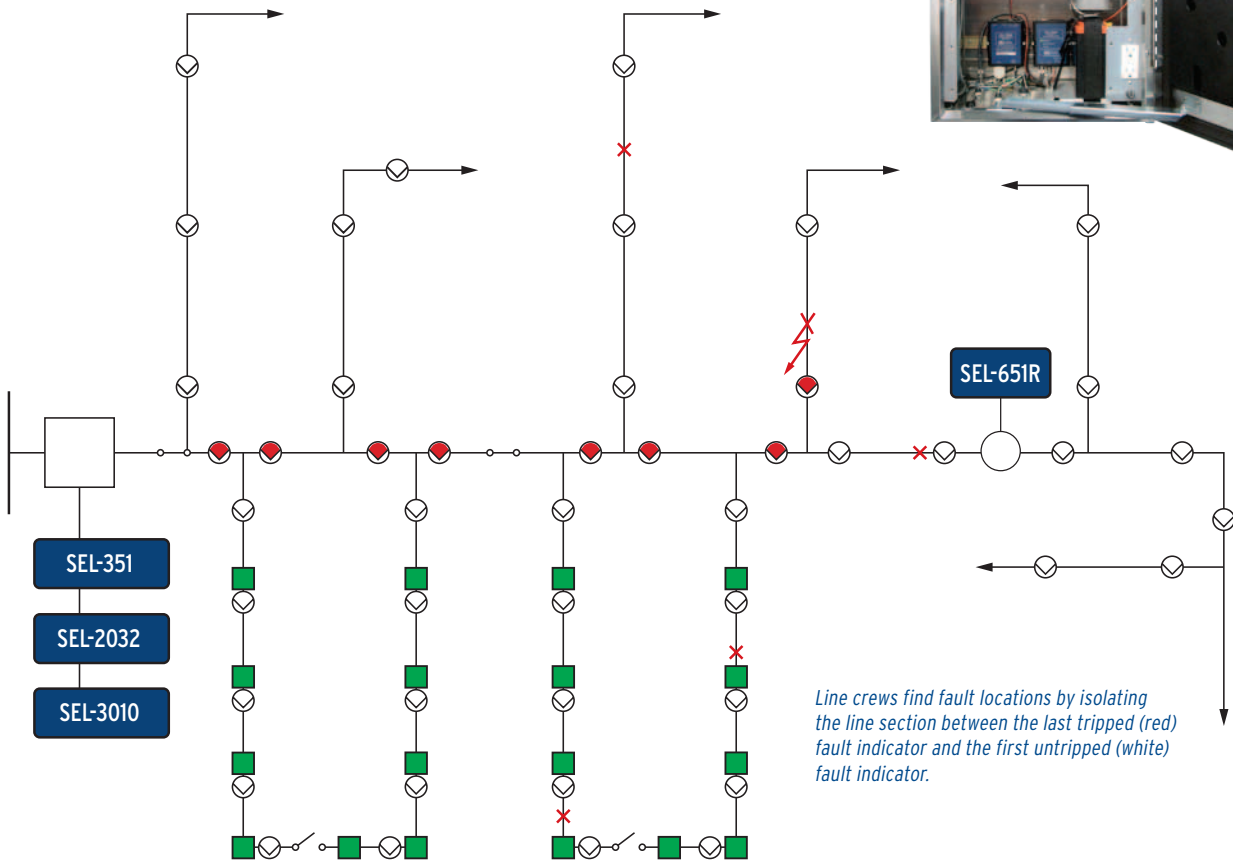 SEL-651R
SEL-351
SEL-2032
SEL-3010
Line crews find fault locations by isolating
the line section between the last tripped (red)
fault indicator and the first untripped (white)
fault indicator.